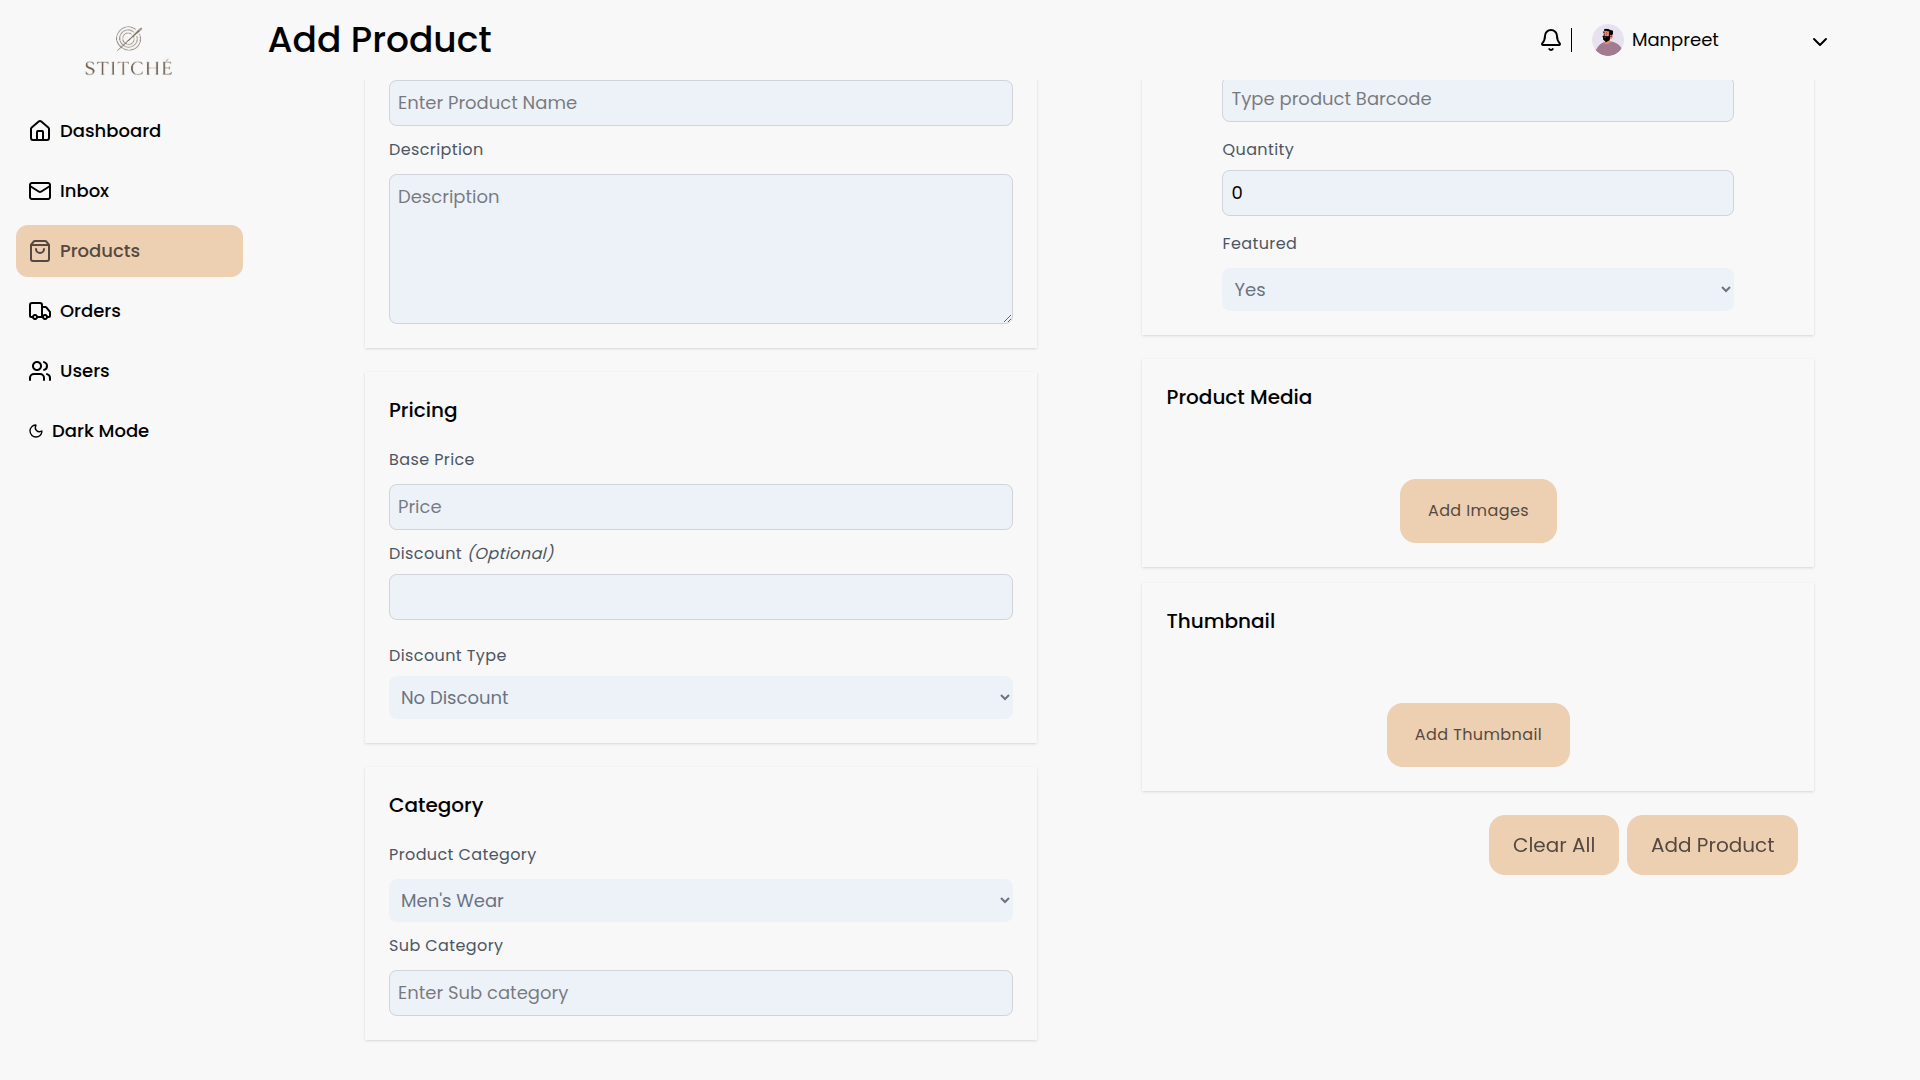 STITCHÉ
Add Product
Manpreet
Dashboard
Inbox
Products
Orders
Users
Dark Mode
Enter Product Name
Description
Description
Pricing
Base Price
Price
Discount (Optional)
Discount Type
No Discount
Category
Product Category
Men's Wear
Sub Category
Enter Sub category
Type product Barcode
Quantity
0
Featured
Yes
Product Media
Add Images
Thumbnail
Add Thumbnail
Clear All
Add Product